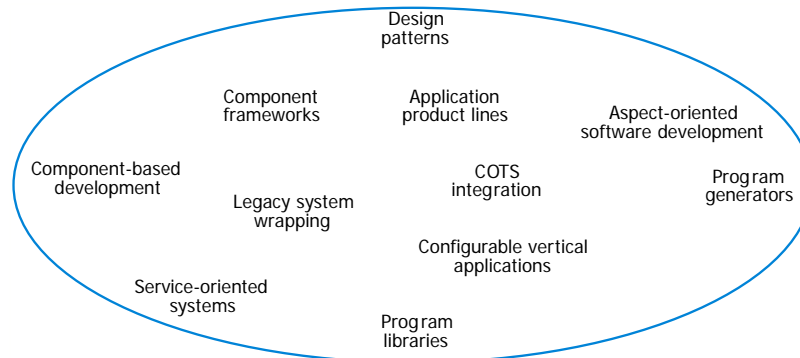 Design
patterns
Component
frameworks
Application
product lines
Aspect-oriented
software development
Component-based
development
COTS
integration
Program
generators
Legacy system
wrapping
Configurable vertical
applications
Service-oriented
systems
Program
libraries